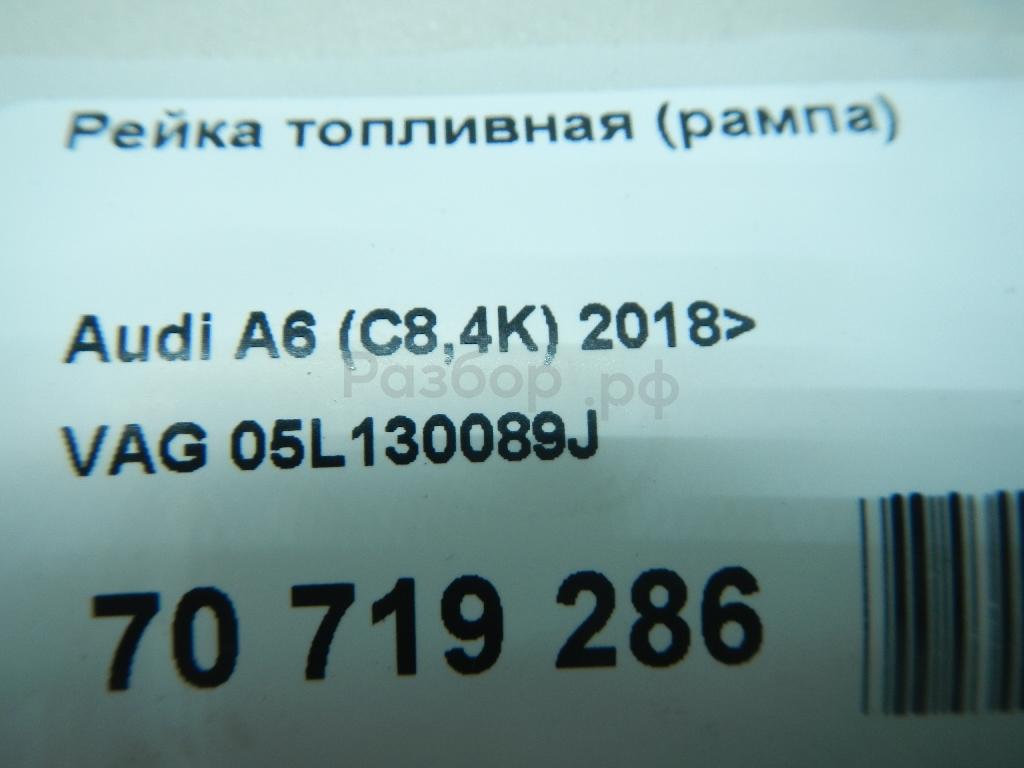 Рейка топливная (рампа)
Audi A6 (C8,4K) 2018>
Разбор.рф
VAG 05L130089J
70 719 286